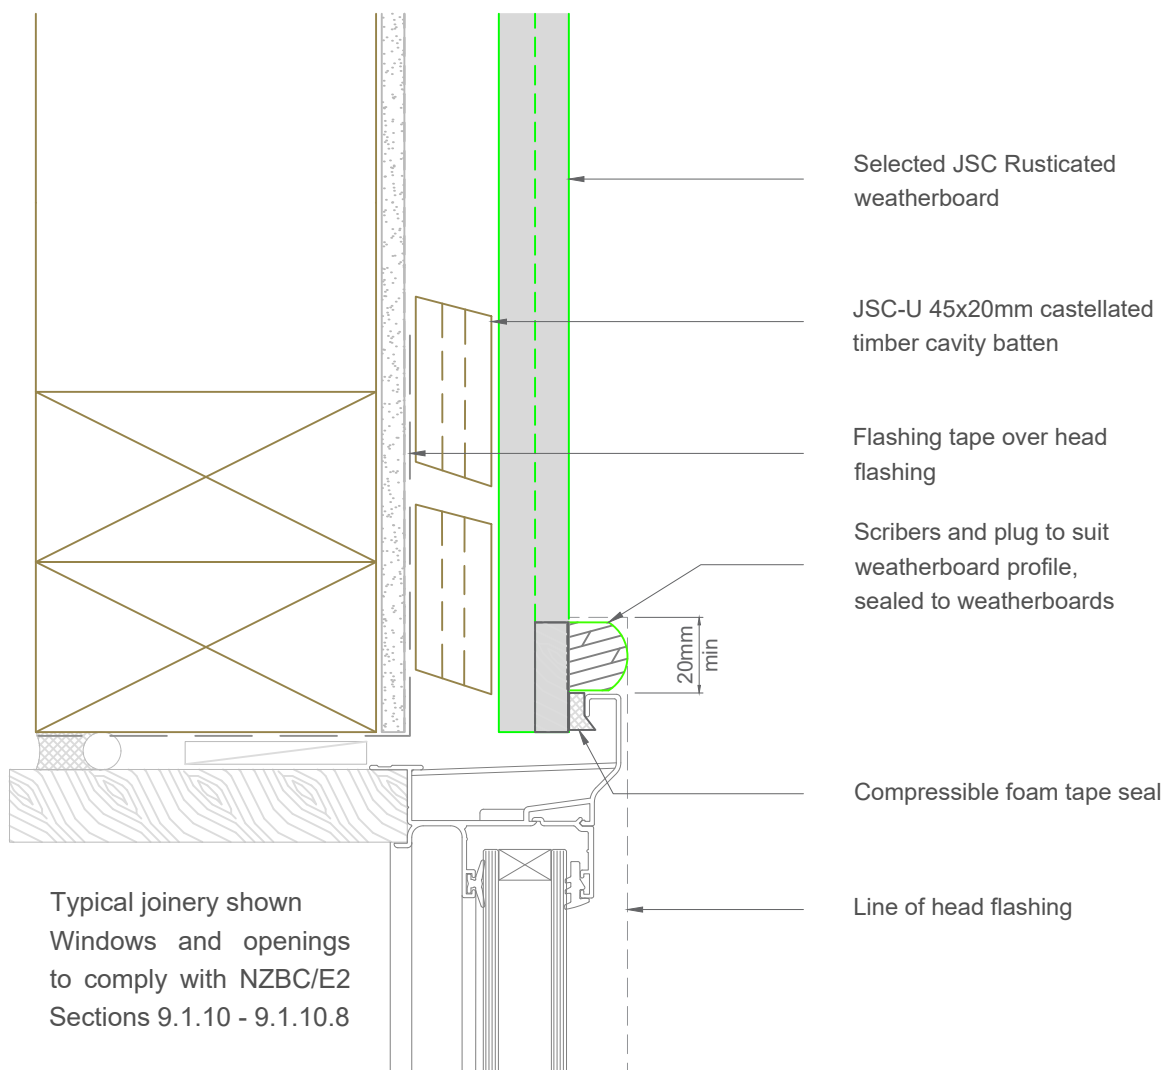 Selected JSC Rusticated
weatherboard
JSC-U 45x20mm castellated
timber cavity batten
Flashing tape over head
flashing
Scribers and plug to suit
weatherboard profile,
sealed to weatherboards
20mm
min
Compressible foam tape seal
Line of head flashing
Typical joinery shown
Windows and openings
to comply with NZBC/E2
Sections 9.1.10 - 9.1.10.8